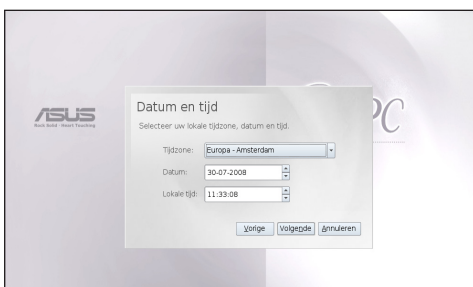 ASUS
Rock Solid · Heart Touching
PC
Datum en tijd
Selecteer uw lokale tijdzone, datum en tijd.
Tijdzone: Europa - Amsterdam
Datum: 30-07-2008
Lokale tijd: 11:33:08
Vorige Volgende Annuleren